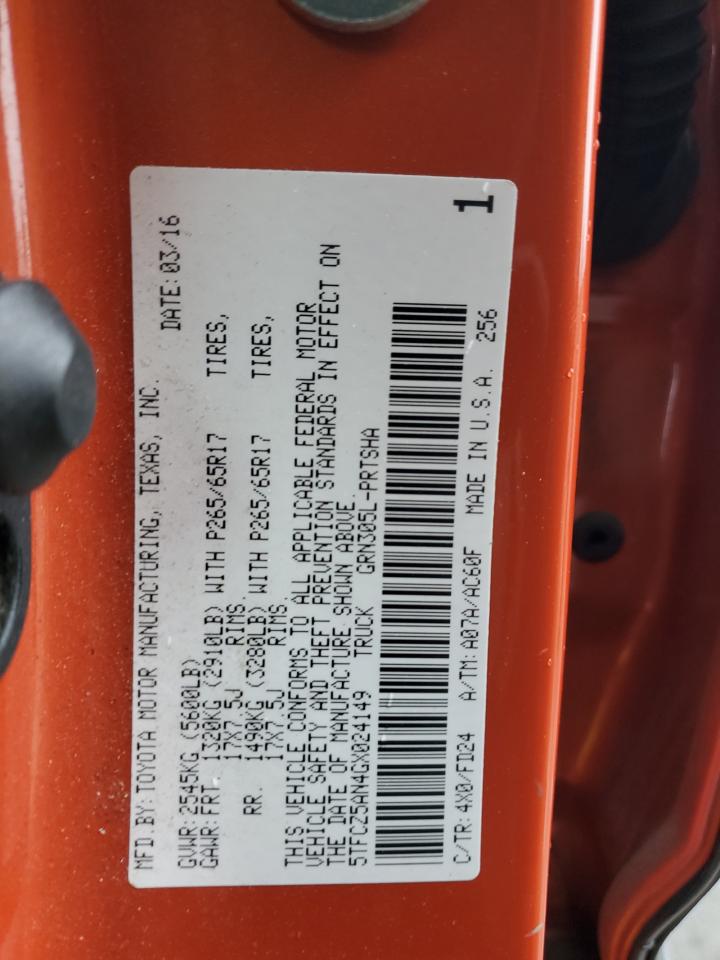 MFD.BY:TOYOTA MOTOR MANUFACTURING, TEXAS, INC.
DATE:03/16
GVWR:2545KG (5600LB)
GAWR:FRT. 1320KG (2910LB) WITH P265/65R17 TIRES,
17X7.5J RIMS.
RR. 1490KG (3280LB) WITH P265/65R17 TIRES,
17X7.5J RIMS.
THIS VEHICLE CONFORMS TO ALL APPLICABLE FEDERAL MOTOR
VEHICLE SAFETY AND THEFT PREVENTION STANDARDS IN EFFECT ON
THE DATE OF MANUFACTURE SHOWN ABOVE.
5TFCZ5AN4GX024149 TRUCK GRN305L-PRTSHA
C/TR:4X0/FD24 A/TM:A07A/AC60F MADE IN U.S.A. 256
1